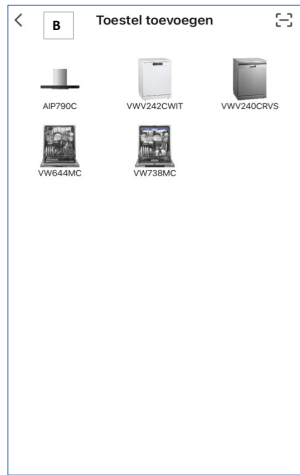 B
Toestel toevoegen
AIP790C VWV242CWIT VWV240CRVS
VW644MC VW738MC